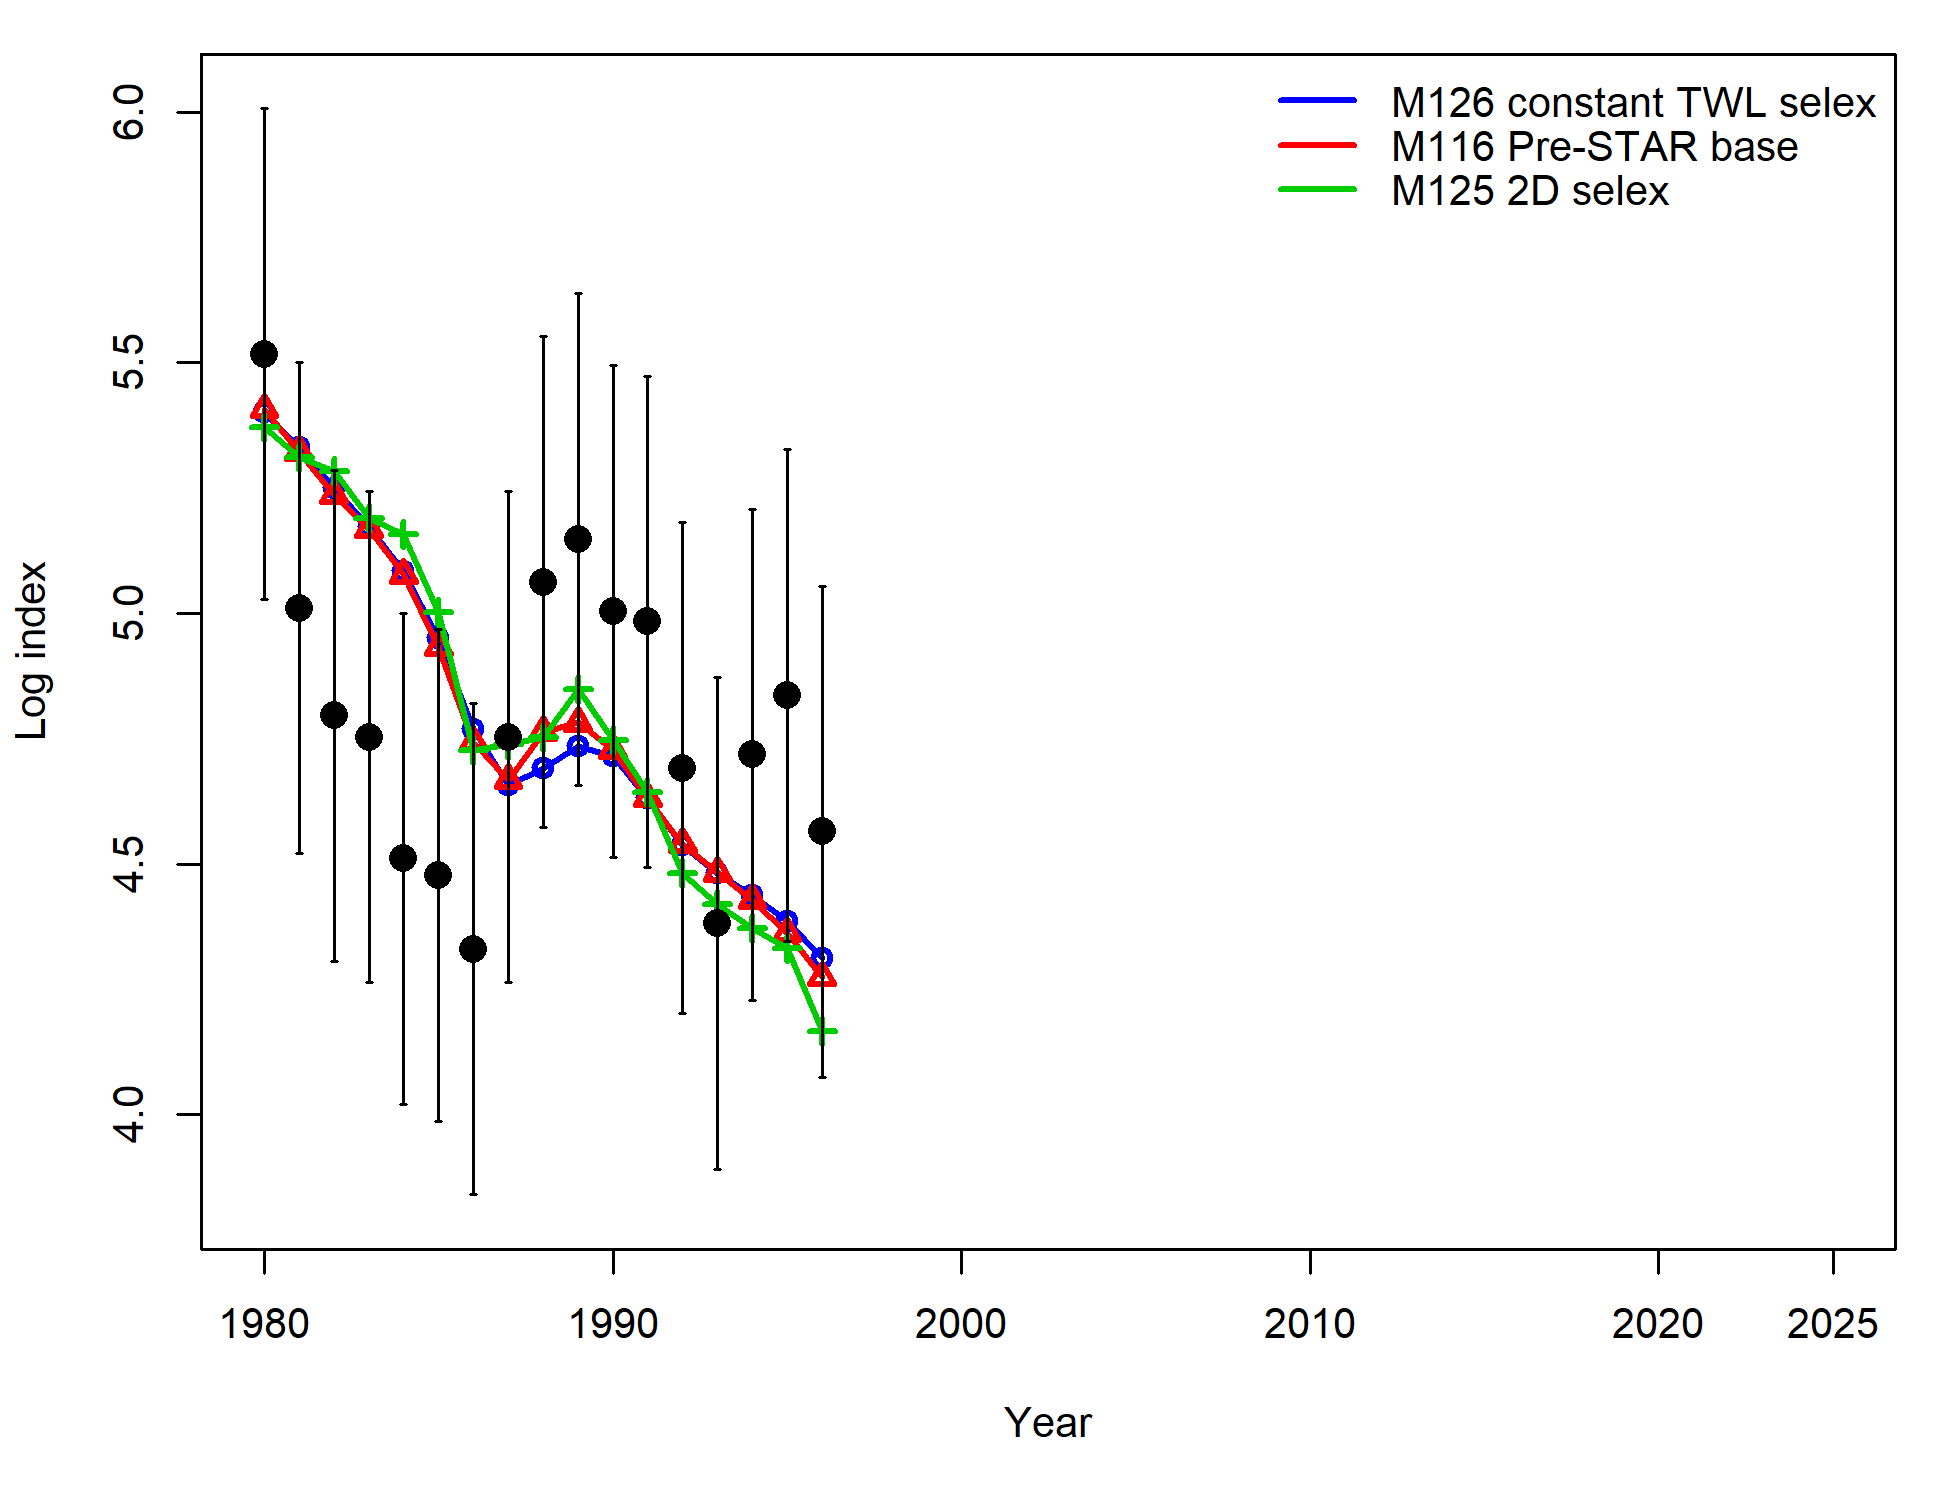 M126 constant TWL selex
M116 Pre-STAR base
M125 2D selex
6.0
5.5
5.0
4.5
4.0
Log index
1980
1990
2000
2010
2020
2025
Year